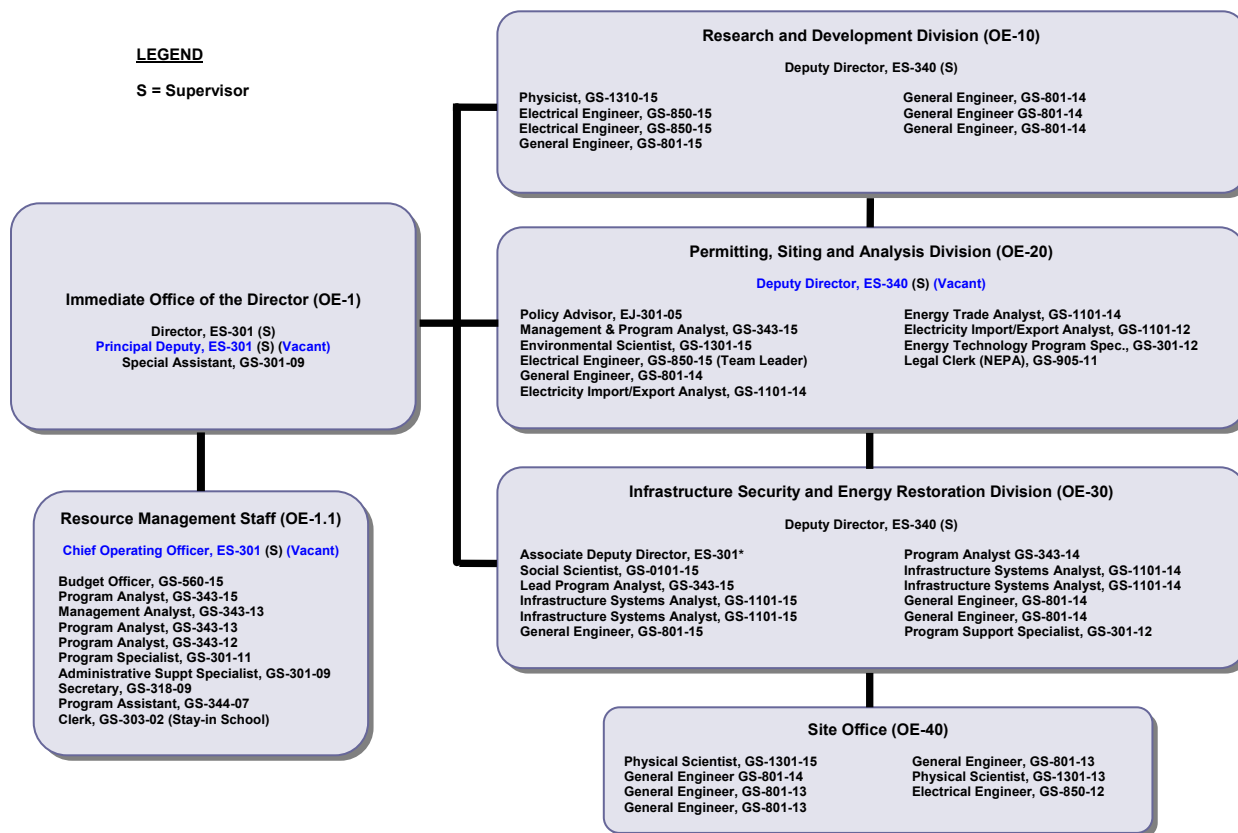 LEGEND
S = Supervisor
Research and Development Division (OE-10)
Deputy Director, ES-340 (S)
Physicist, GS-1310-15
Electrical Engineer, GS-850-15
Electrical Engineer, GS-850-15
General Engineer, GS-801-15
General Engineer, GS-801-14
General Engineer GS-801-14
General Engineer, GS-801-14
Immediate Office of the Director (OE-1)
Director, ES-301 (S)
Principal Deputy, ES-301 (S) (Vacant)
Special Assistant, GS-301-09
Permitting, Siting and Analysis Division (OE-20)
Deputy Director, ES-340 (S) (Vacant)
Policy Advisor, EJ-301-05
Management & Program Analyst, GS-343-15
Environmental Scientist, GS-1301-15
Electrical Engineer, GS-850-15 (Team Leader)
General Engineer, GS-801-14
Electricity Import/Export Analyst, GS-1101-14
Energy Trade Analyst, GS-1101-14
Electricity Import/Export Analyst, GS-1101-12
Energy Technology Program Spec., GS-301-12
Legal Clerk (NEPA), GS-905-11
Resource Management Staff (OE-1.1)
Chief Operating Officer, ES-301 (S) (Vacant)
Budget Officer, GS-560-15
Program Analyst, GS-343-15
Management Analyst, GS-343-13
Program Analyst, GS-343-13
Program Analyst, GS-343-12
Program Specialist, GS-301-11
Administrative Suppt Specialist, GS-301-09
Secretary, GS-318-09
Program Assistant, GS-344-07
Clerk, GS-303-02 (Stay-in School)
Infrastructure Security and Energy Restoration Division (OE-30)
Deputy Director, ES-340 (S)
Associate Deputy Director, ES-301*
Social Scientist, GS-0101-15
Lead Program Analyst, GS-343-15
Infrastructure Systems Analyst, GS-1101-15
Infrastructure Systems Analyst, GS-1101-15
General Engineer, GS-801-15
Program Analyst GS-343-14
Infrastructure Systems Analyst, GS-1101-14
Infrastructure Systems Analyst, GS-1101-14
General Engineer, GS-801-14
General Engineer, GS-801-14
Program Support Specialist, GS-301-12
Site Office (OE-40)
Physical Scientist, GS-1301-15
General Engineer GS-801-14
General Engineer, GS-801-13
General Engineer, GS-801-13
General Engineer, GS-801-13
Physical Scientist, GS-1301-13
Electrical Engineer, GS-850-12